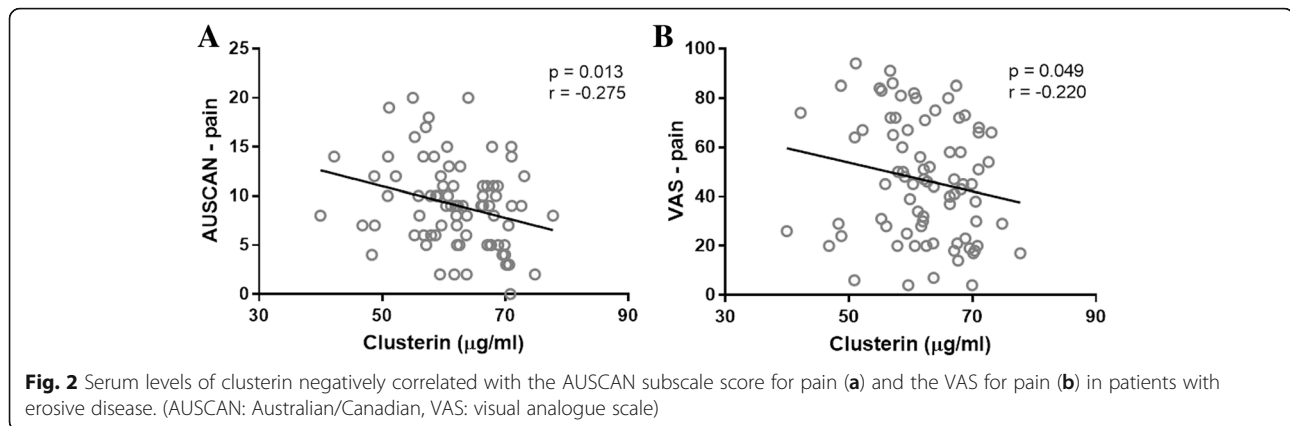 A
25
20
15
10
5
0
AUSCAN - pain
p = 0.013
r = -0.275
30 50 70 90
Clusterin (µg/ml)
B
100
80
60
40
20
0
VAS - pain
p = 0.049
r = -0.220
30 50 70 90
Clusterin (µg/ml)
Fig. 2 Serum levels of clusterin negatively correlated with the AUSCAN subscale score for pain (a) and the VAS for pain (b) in patients with
erosive disease. (AUSCAN: Australian/Canadian, VAS: visual analogue scale)